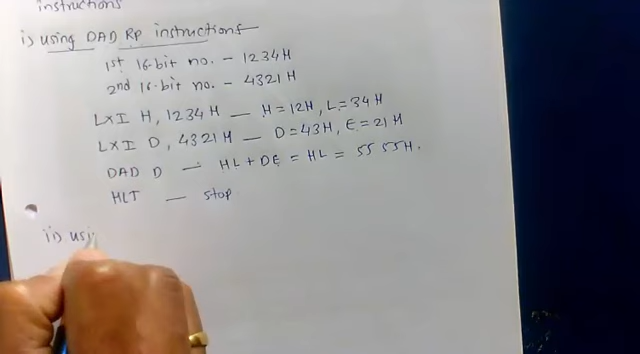 instructions
i) using DAD Rp instructions
1st 16-bit no. - 1234H
2nd 16-bit no. - 4321H
LXI H, 1234H — H=12H, L=34H
LXI D, 4321H — D=43H, E=21H
DAD D — HL+DE = HL = 5555H.
HLT — stop
ii) usi